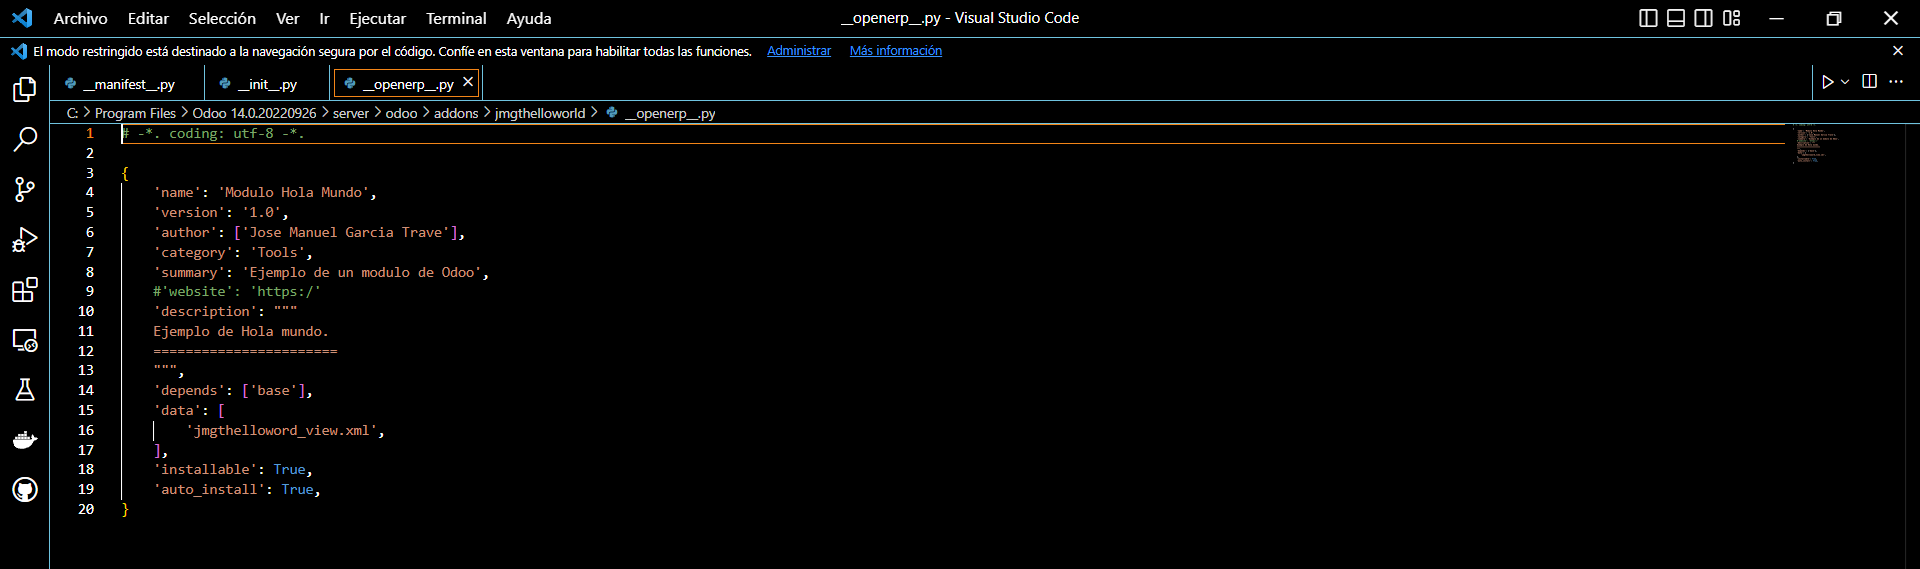 Archivo Editar Selección Ver Ir Ejecutar Terminal Ayuda __openerp__.py - Visual Studio Code
El modo restringido está destinado a la navegación segura por el código. Confíe en esta ventana para habilitar todas las funciones. Administrar Más información
__manifest__.py __init__.py __openerp__.py
C: > Program Files > Odoo 14.0.20220926 > server > odoo > addons > jmgthelloworld > __openerp__.py
1 # -*. coding: utf-8 -*.
2
3 {
4 'name': 'Modulo Hola Mundo',
5 'version': '1.0',
6 'author': ['Jose Manuel Garcia Trave'],
7 'category': 'Tools',
8 'summary': 'Ejemplo de un modulo de Odoo',
9 #'website': 'https:/'
10 'description': """
11 Ejemplo de Hola mundo.
12 =======================
13 """,
14 'depends': ['base'],
15 'data': [
16 'jmgthelloword_view.xml',
17 ],
18 'installable': True,
19 'auto_install': True,
20 }